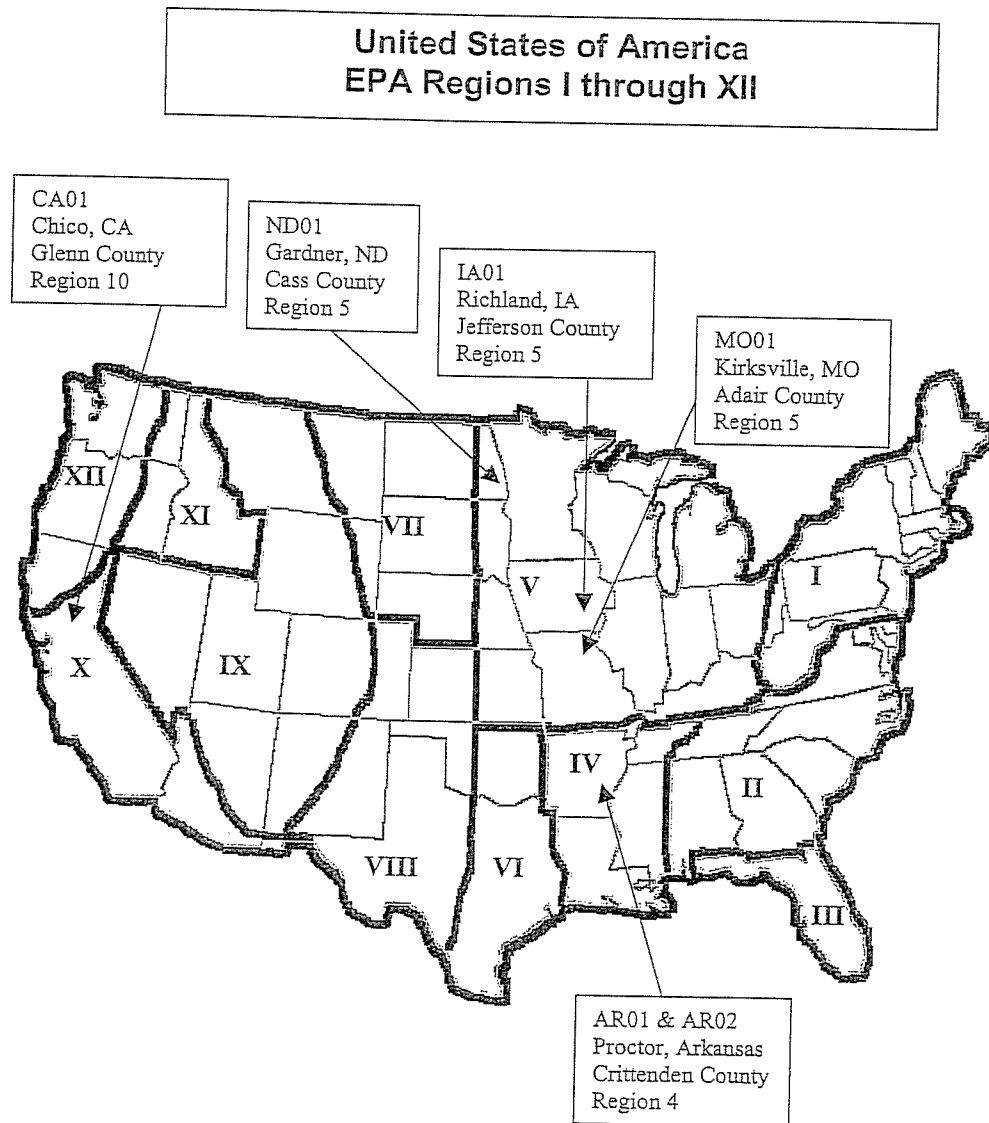 United States of America
EPA Regions I through XII
CA01
Chico, CA
Glenn County
Region 10
ND01
Gardner, ND
Cass County
Region 5
IA01
Richland, IA
Jefferson County
Region 5
MO01
Kirksville, MO
Adair County
Region 5
XII
XI
VII
V
I
X
IX
IV
II
VIII
VI
III
AR01 & AR02
Proctor, Arkansas
Crittenden County
Region 4